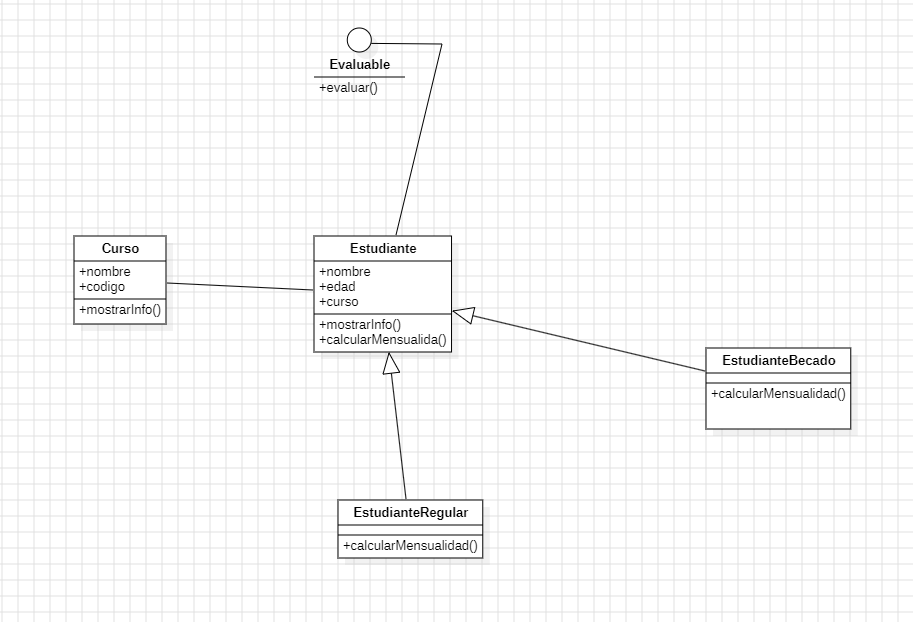 Evaluable
+evaluar()
Curso
+nombre
+codigo
+mostrarInfo()
Estudiante
+nombre
+edad
+curso
+mostrarInfo()
+calcularMensualida()
EstudianteBecado
+calcularMensualidad()
EstudianteRegular
+calcularMensualidad()